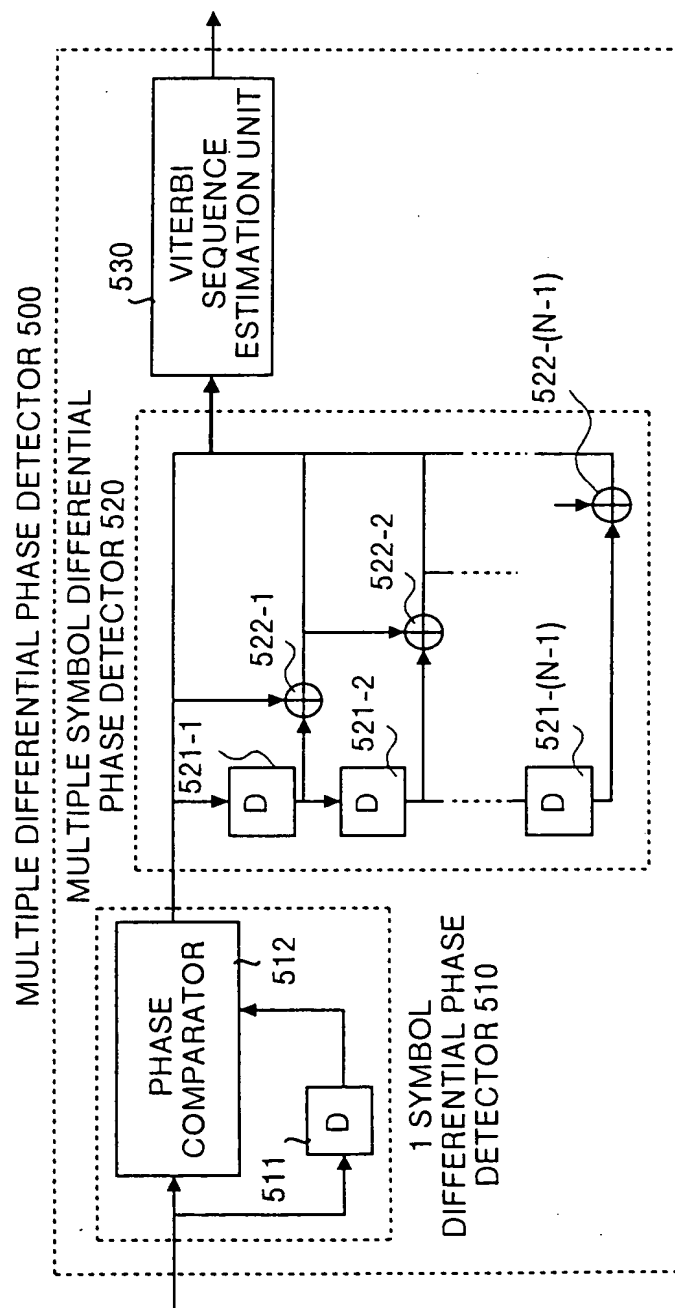 MULTIPLE DIFFERENTIAL PHASE DETECTOR 500
MULTIPLE SYMBOL DIFFERENTIAL
PHASE DETECTOR 520
530
VITERBI
SEQUENCE
ESTIMATION UNIT
PHASE
COMPARATOR
512
511
D
1 SYMBOL
DIFFERENTIAL PHASE
DETECTOR 510
521-1
D
522-1
521-2
D
522-2
521-(N-1)
D
522-(N-1)